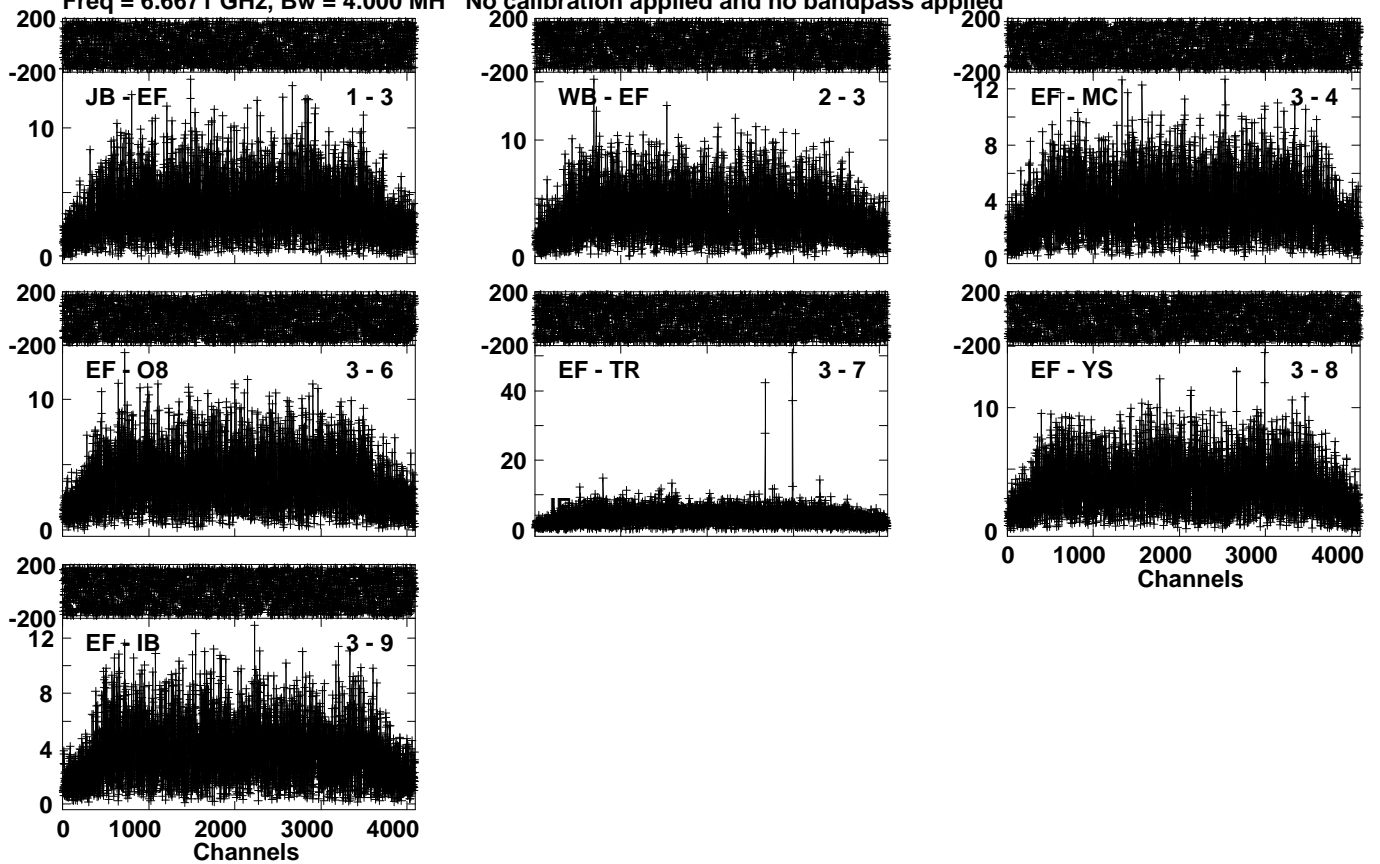 Freq = 6.6671 GHz, Bw = 4.000 MH No calibration applied and no bandpass applied
200
-200
JB - EF 1 - 3
10
0
200
-200
WB - EF 2 - 3
10
0
200
-200
EF - MC 3 - 4
12
8
4
0
200
-200
EF - O8 3 - 6
10
0
200
-200
EF - TR 3 - 7
40
20
0
200
-200
EF - YS 3 - 8
10
0
0 1000 2000 3000 4000
Channels
200
-200
EF - IB 3 - 9
12
8
4
0
0 1000 2000 3000 4000
Channels